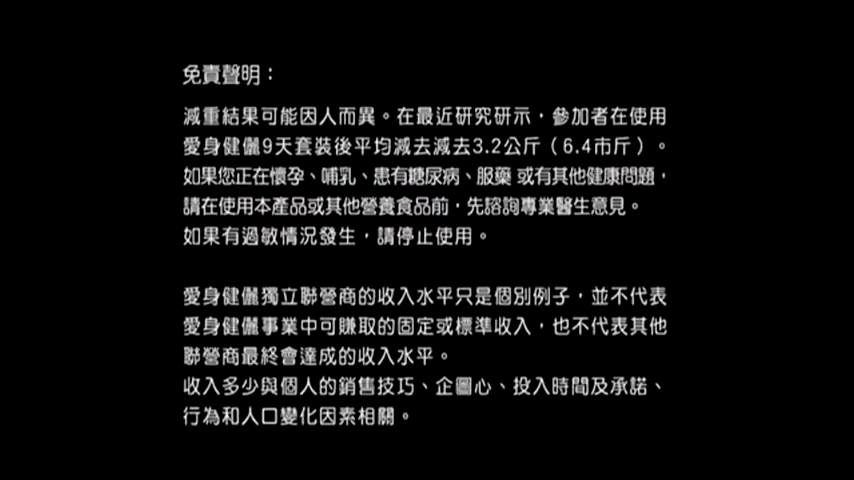 免責聲明：
減重結果可能因人而異。在最近研究研示，參加者在使用
愛身健儷9天套裝後平均減去減去3.2公斤（6.4市斤）。
如果您正在懷孕、哺乳、患有糖尿病、服藥 或有其他健康問題，
請在使用本產品或其他營養食品前，先諮詢專業醫生意見。
如果有過敏情況發生，請停止使用。
愛身健儷獨立聯營商的收入水平只是個別例子，並不代表
愛身健儷事業中可賺取的固定或標準收入，也不代表其他
聯營商最終會達成的收入水平。
收入多少與個人的銷售技巧、企圖心、投入時間及承諾、
行為和人口變化因素相關。